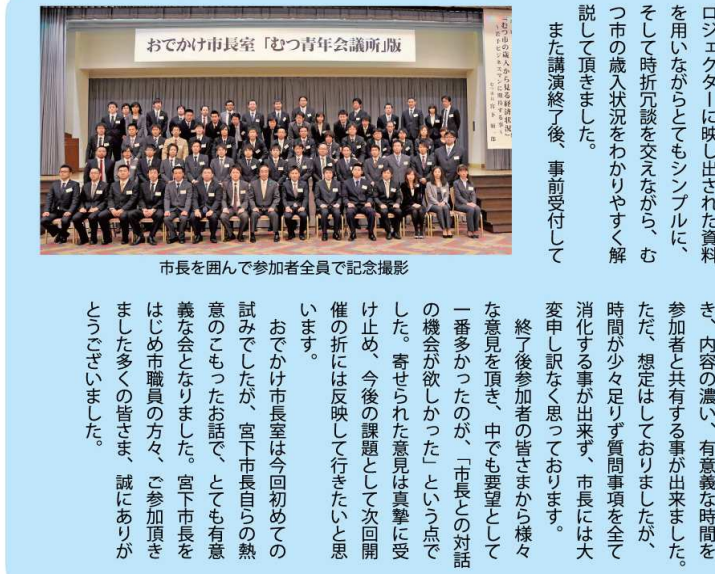 ロジェクターに映し出された資料
を用いながらとてもシンプルに、
そして時折冗談を交えながら、む
つ市の歳入状況をわかりやすく解
説して頂きました。
また講演終了後、事前受付して
おでかけ市長室「むつ青年会議所」版
「むつ市の歳入から見る経済状況」
市長を囲んで参加者全員で記念撮影
き、内容の濃い、有意義な時間を
参加者と共有する事が出来ました。
ただ、想定はしておりましたが、
時間が少々足りず質問事項を全て
消化する事が出来ず、市長には大
変申し訳なく思っております。
終了後参加者の皆さまから様々
な意見を頂き、中でも要望として
一番多かったのが、「市長との対話
の機会が欲しかった」という点で
した。寄せられた意見は真摯に受
け止め、今後の課題として次回開
催の折には反映して行きたいと思
います。
おでかけ市長室は今回初めての
試みでしたが、宮下市長自らの熱
意のこもったお話で、とても有意
義な会となりました。宮下市長を
はじめ市職員の方々、ご参加頂き
ました多くの皆さま、誠にありが
とうございました。